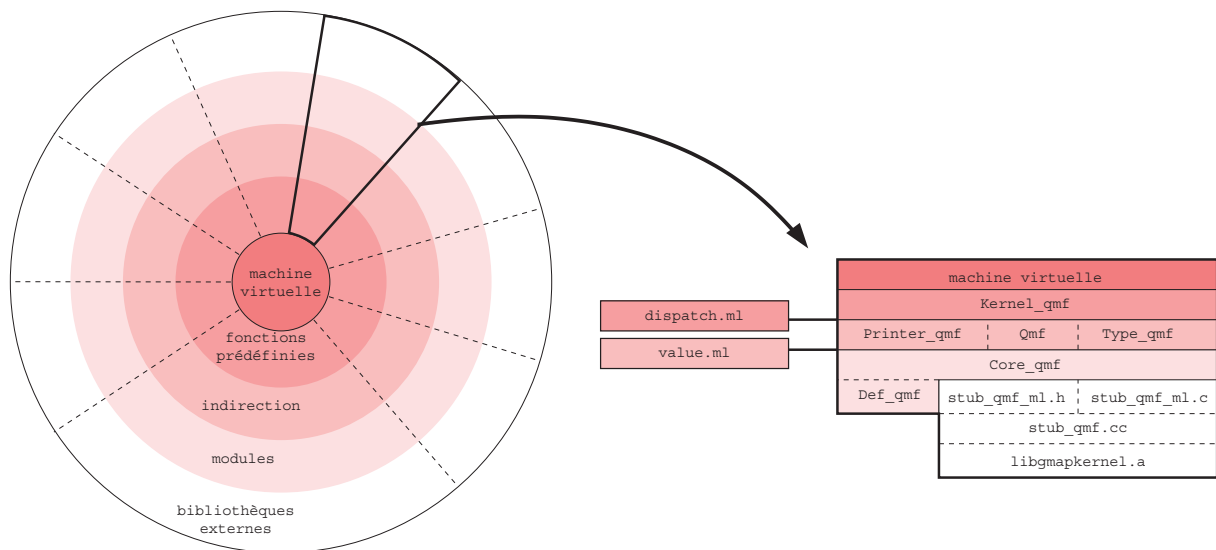 machine
virtuelle
fonctions
prédéfinies
indirection
modules
bibliothèques
externes
dispatch.ml
value.ml
machine virtuelle
Kernel_qmf
Printer_qmf Qmf Type_qmf
Core_qmf
Def_qmf stub_qmf_ml.h stub_qmf_ml.c
stub_qmf.cc
libgmapkernel.a